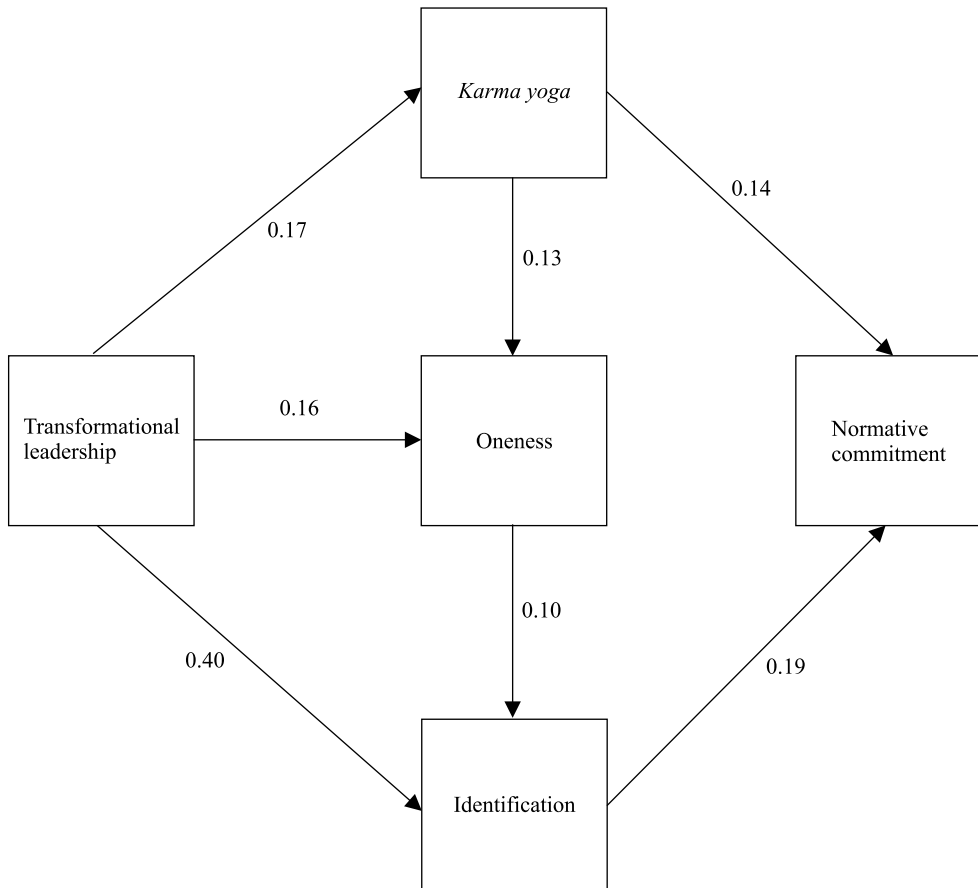 Karma yoga
0.14
0.17
0.13
Transformational
leadership
0.16
Oneness
Normative
commitment
0.10
0.40
0.19
Identification